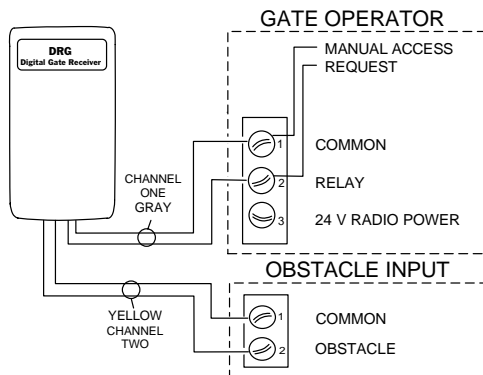 GATE OPERATOR
DRG
Digital Gate Receiver
MANUAL ACCESS
REQUEST
1
COMMON
2
RELAY
3
24 V RADIO POWER
CHANNEL
ONE
GRAY
OBSTACLE INPUT
YELLOW
CHANNEL
TWO
1
COMMON
2
OBSTACLE